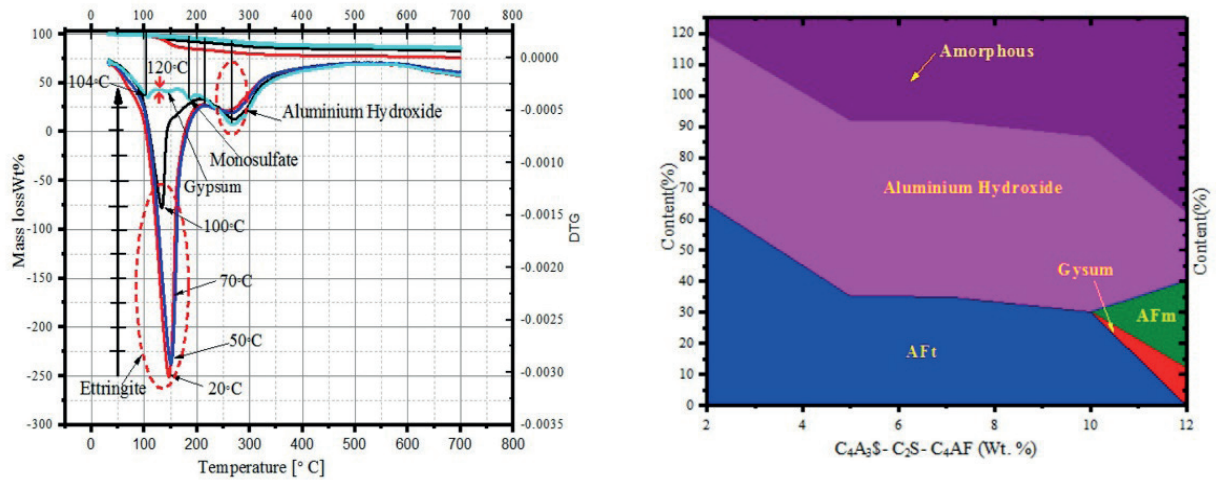 0 100 200 300 400 500 600 700 800
100
50
0
-50
-100
-150
-200
-250
-300
Mass lossWt%
0.0000
-0.0005
-0.0010
-0.0015
-0.0020
-0.0025
-0.0030
-0.0035
DTG
104°C
120°C
Aluminium Hydroxide
Monosulfate
Gypsum
100°C
70°C
50°C
20°C
Ettringite
0 100 200 300 400 500 600 700 800
Temperature [° C]
120
110
100
90
80
70
60
50
40
30
20
10
0
Content(%)
Amorphous
Aluminium Hydroxide
Gysum
AFm
AFt
Content(%)
2 4 6 8 10 12
C₄A₃$- C₂S- C₄AF (Wt. %)